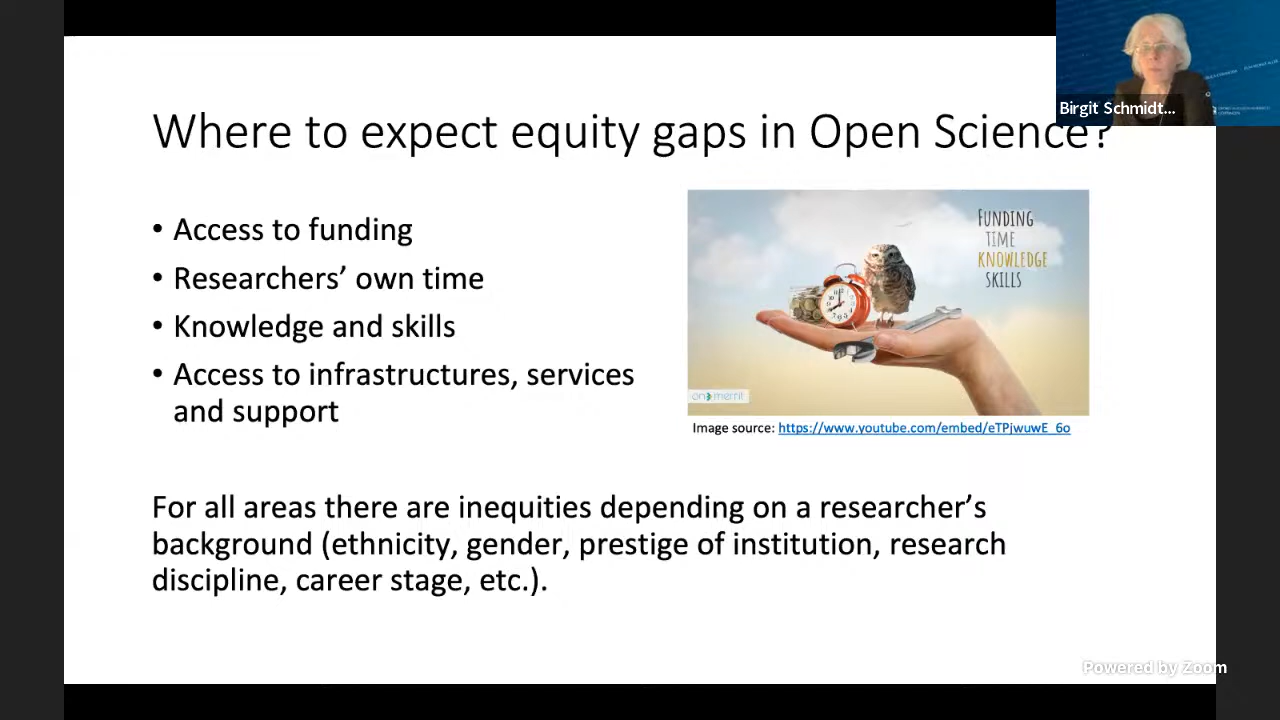 Birgit Schmidt...
Where to expect equity gaps in Open Science?
• Access to funding
• Researchers’ own time
• Knowledge and skills
• Access to infrastructures, services
and support
FUNDING
TIME
KNOWLEDGE
SKILLS
on merrit
Image source: https://www.youtube.com/embed/eTPjwuwE_6o
For all areas there are inequities depending on a researcher’s
background (ethnicity, gender, prestige of institution, research
discipline, career stage, etc.).
Powered by Zoom